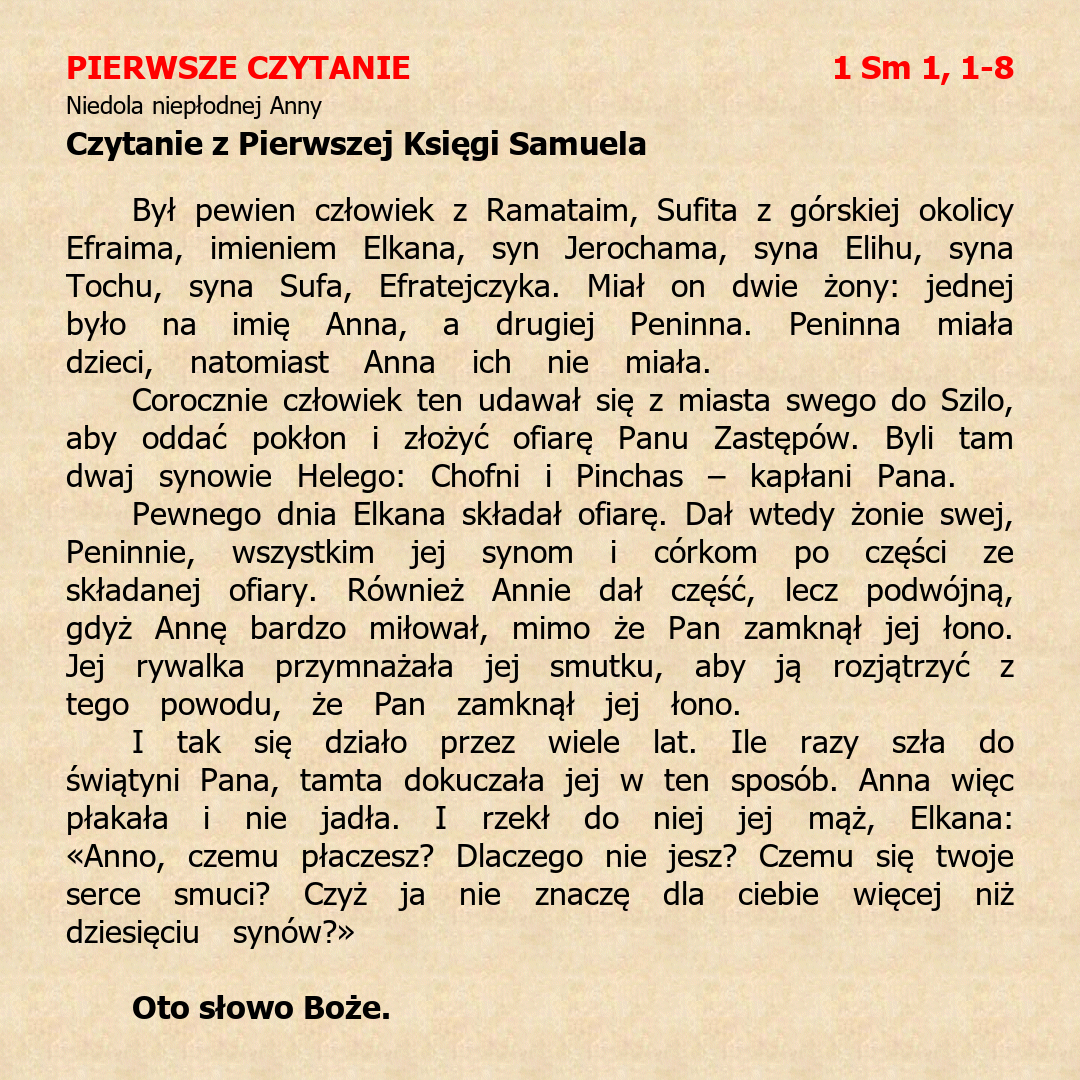 PIERWSZE CZYTANIE 1 Sm 1, 1-8
Niedola niepłodnej Anny
Czytanie z Pierwszej Księgi Samuela
Był pewien człowiek z Ramataim, Sufita z górskiej okolicy
Efraima, imieniem Elkana, syn Jerochama, syna Elihu, syna
Tochu, syna Sufa, Efratejczyka. Miał on dwie żony: jednej
było na imię Anna, a drugiej Peninna. Peninna miała
dzieci, natomiast Anna ich nie miała.
Corocznie człowiek ten udawał się z miasta swego do Szilo,
aby oddać pokłon i złożyć ofiarę Panu Zastępów. Byli tam
dwaj synowie Helego: Chofni i Pinchas – kapłani Pana.
Pewnego dnia Elkana składał ofiarę. Dał wtedy żonie swej,
Peninnie, wszystkim jej synom i córkom po części ze
składanej ofiary. Również Annie dał część, lecz podwójną,
gdyż Annę bardzo miłował, mimo że Pan zamknął jej łono.
Jej rywalka przymnażała jej smutku, aby ją rozjątrzyć z
tego powodu, że Pan zamknął jej łono.
I tak się działo przez wiele lat. Ile razy szła do
świątyni Pana, tamta dokuczała jej w ten sposób. Anna więc
płakała i nie jadła. I rzekł do niej jej mąż, Elkana:
«Anno, czemu płaczesz? Dlaczego nie jesz? Czemu się twoje
serce smuci? Czyż ja nie znaczę dla ciebie więcej niż
dziesięciu synów?»
Oto słowo Boże.